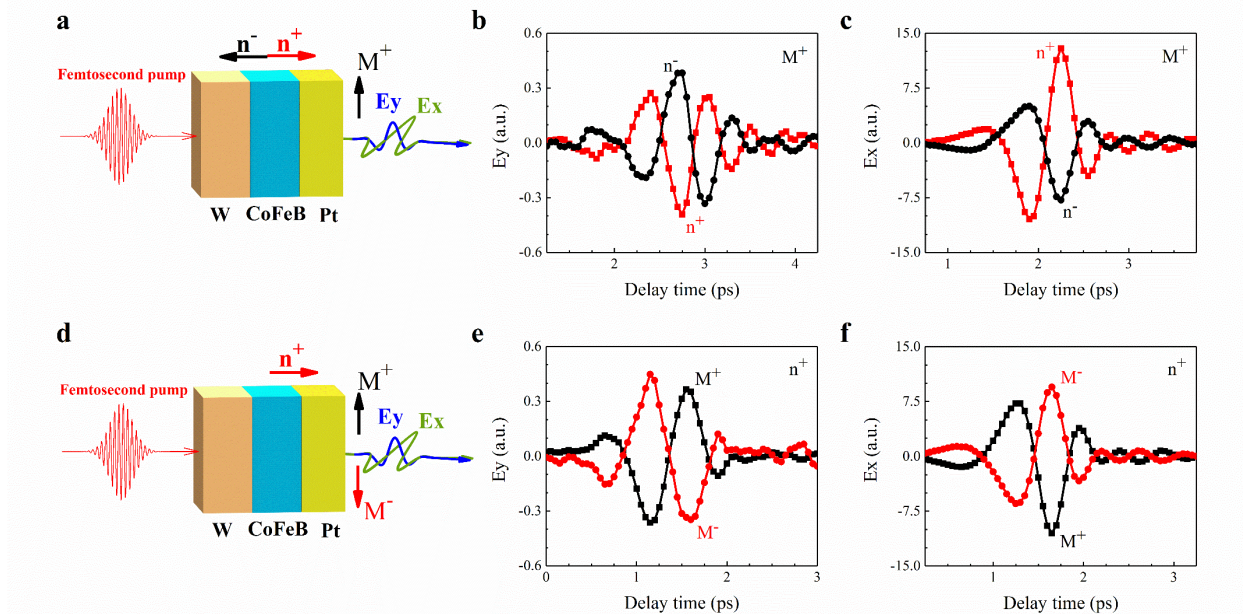 a
n⁻ n⁺
M⁺
Femtosecond pump
Ey Ex
W CoFeB Pt
b
0.6
0.3
0.0
-0.3
-0.6
Ey (a.u.)
n⁻
n⁺
M⁺
2 3 4
Delay time (ps)
c
15.0
7.5
0.0
-7.5
-15.0
Ex (a.u.)
n⁺
n⁻
M⁺
1 2 3
Delay time (ps)
d
n⁺
M⁺
Femtosecond pump
Ey Ex
M⁻
W CoFeB Pt
e
0.6
0.3
0.0
-0.3
-0.6
Ey (a.u.)
M⁺
M⁻
n⁺
0 1 2 3
Delay time (ps)
f
15.0
7.5
0.0
-7.5
-15.0
Ex (a.u.)
M⁻
M⁺
n⁺
1 2 3
Delay time (ps)